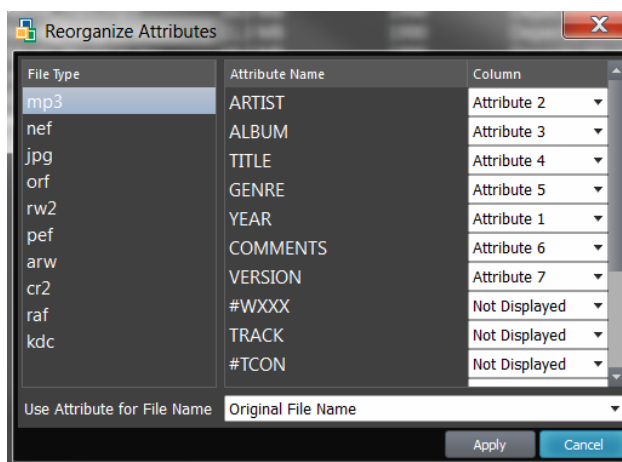 Reorganize Attributes
X
File Type Attribute Name Column
mp3 ARTIST Attribute 2
nef ALBUM Attribute 3
jpg TITLE Attribute 4
orf GENRE Attribute 5
rw2 YEAR Attribute 1
pef COMMENTS Attribute 6
arw VERSION Attribute 7
cr2 #WXXX Not Displayed
raf TRACK Not Displayed
kdc #TCON Not Displayed
Use Attribute for File Name Original File Name
Apply Cancel